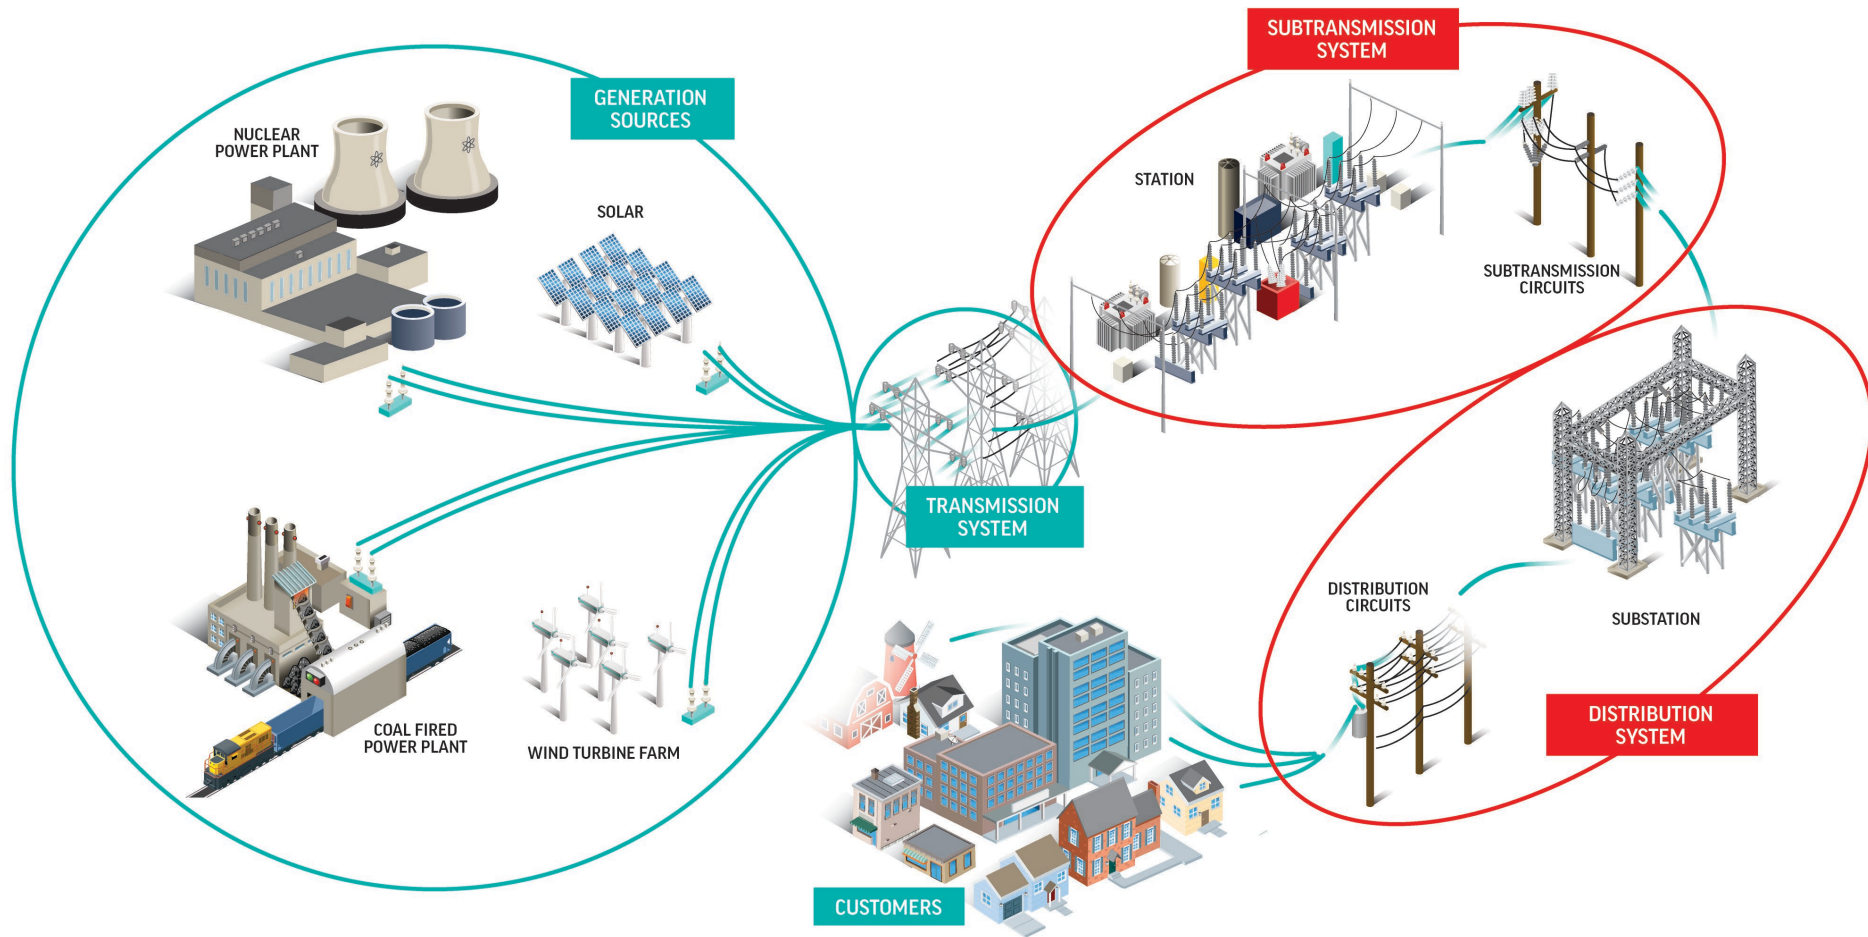 SUBTRANSMISSION
SYSTEM
GENERATION
SOURCES
NUCLEAR
POWER PLANT
SOLAR
STATION
SUBTRANSMISSION
CIRCUITS
TRANSMISSION
SYSTEM
DISTRIBUTION
CIRCUITS
SUBSTATION
COAL FIRED
POWER PLANT
WIND TURBINE FARM
DISTRIBUTION
SYSTEM
CUSTOMERS